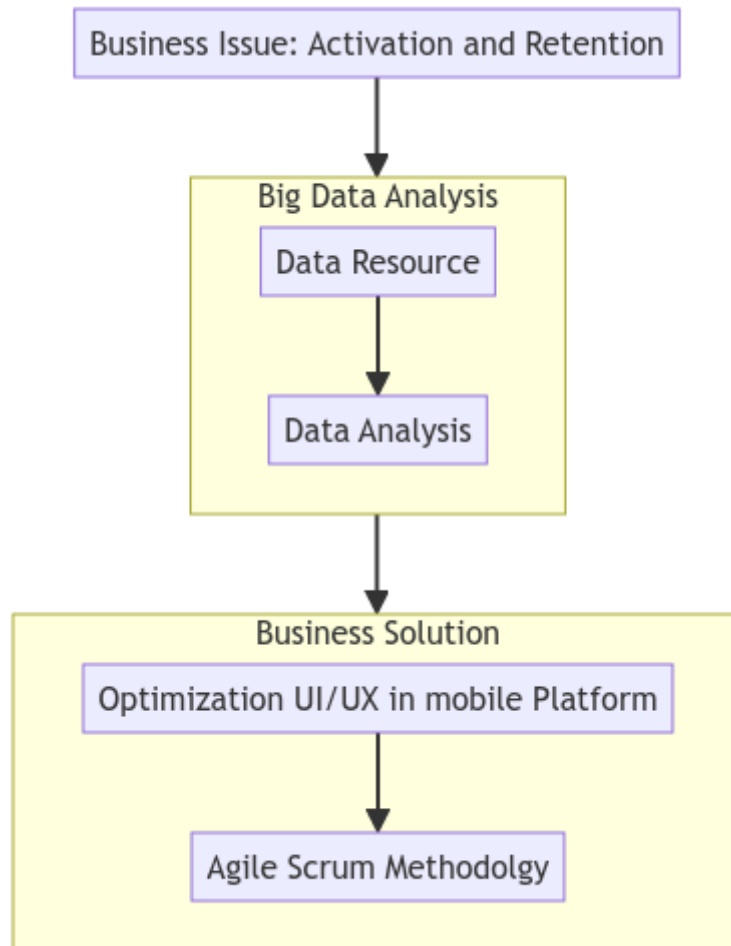 Business Issue: Activation and Retention
Big Data Analysis
Data Resource
Data Analysis
Business Solution
Optimization UI/UX in mobile Platform
Agile Scrum Methodolgy